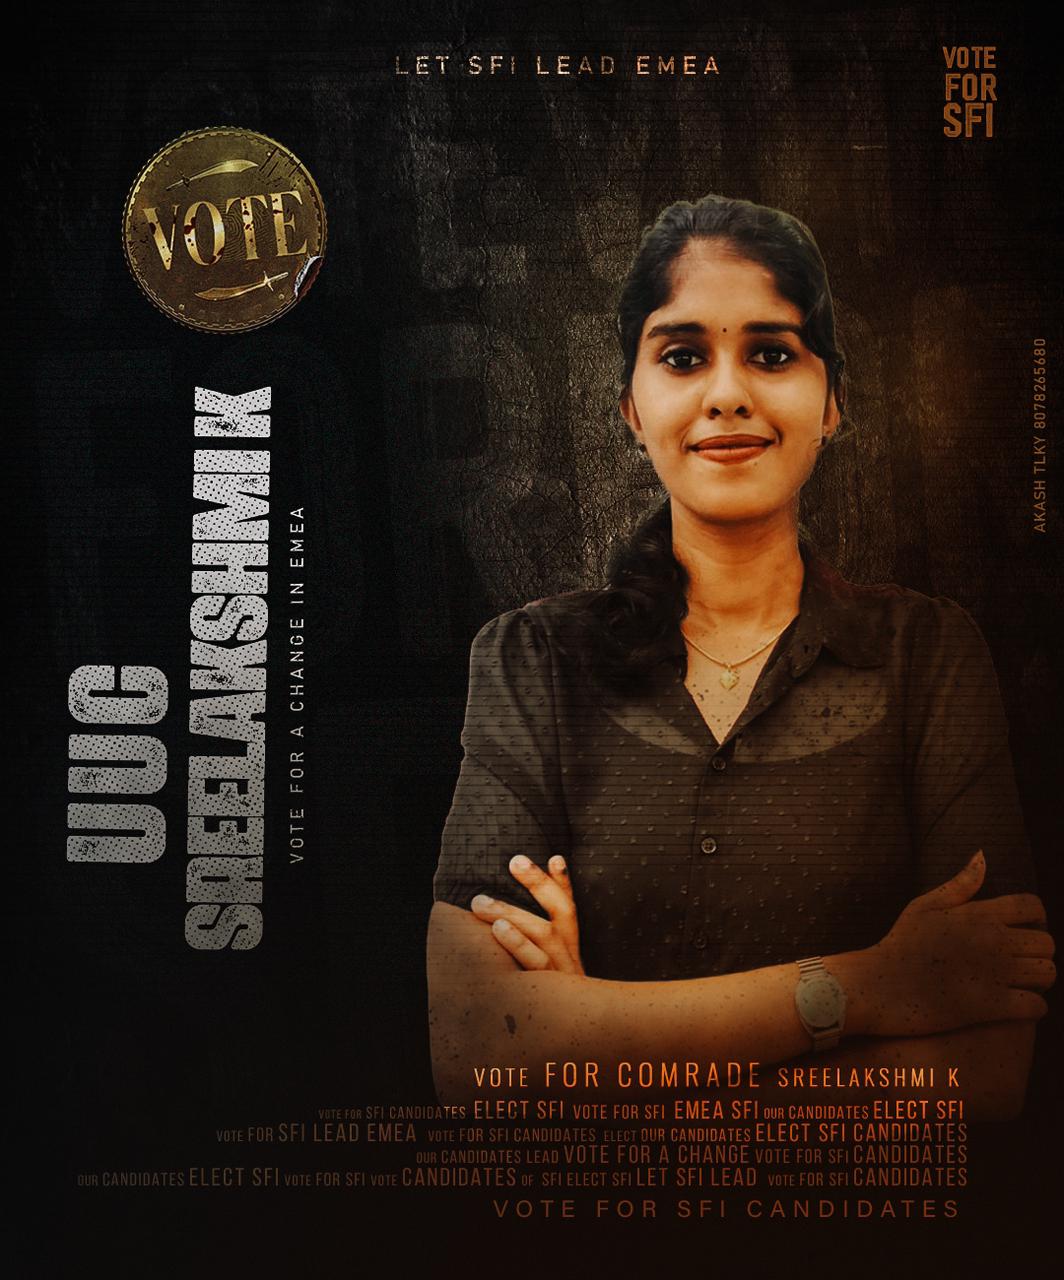 LET SFI LEAD EMEA
VOTE
FOR
SFI
VOTE
UUC
SREELAKSHMI K
VOTE FOR A CHANGE IN EMEA
AKASH TLKY 8078265680
VOTE FOR COMRADE SREELAKSHMI K
VOTE FOR SFI CANDIDATES ELECT SFI VOTE FOR SFI EMEA SFI OUR CANDIDATES ELECT SFI
VOTE FOR SFI LEAD EMEA VOTE FOR SFI CANDIDATES ELECT OUR CANDIDATES ELECT SFI CANDIDATES
OUR CANDIDATES LEAD VOTE FOR A CHANGE VOTE FOR SFI CANDIDATES
OUR CANDIDATES ELECT SFI VOTE FOR SFI VOTE CANDIDATES OF SFI ELECT SFI LET SFI LEAD VOTE FOR SFI CANDIDATES
VOTE FOR SFI CANDIDATES